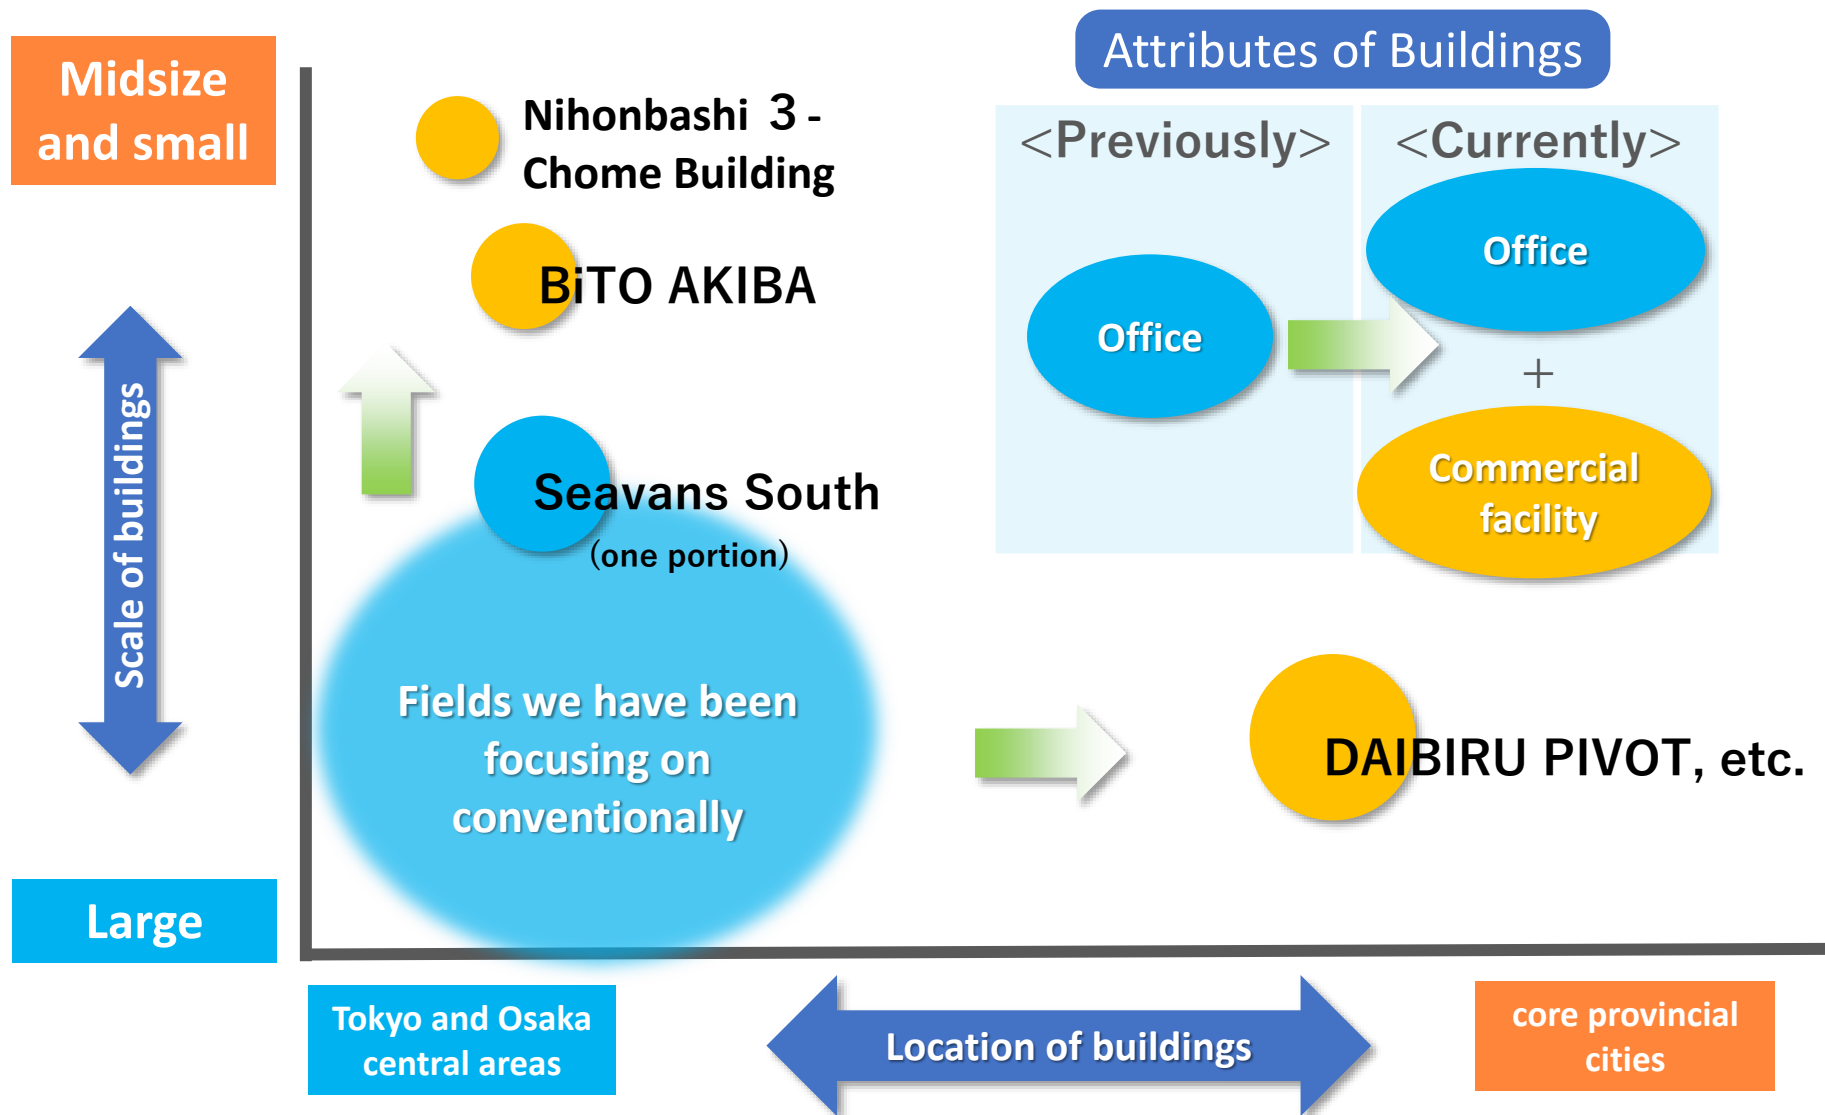 Midsize
and small
Nihonbashi 3 -
Chome Building
BiTO AKIBA
Seavans South
(one portion)
Fields we have been
focusing on
conventionally
Scale of buildings
Large
Attributes of Buildings
<Previously>
<Currently>
Office
Office
+
Commercial
facility
DAIBIRU PIVOT, etc.
Tokyo and Osaka
central areas
Location of buildings
core provincial
cities